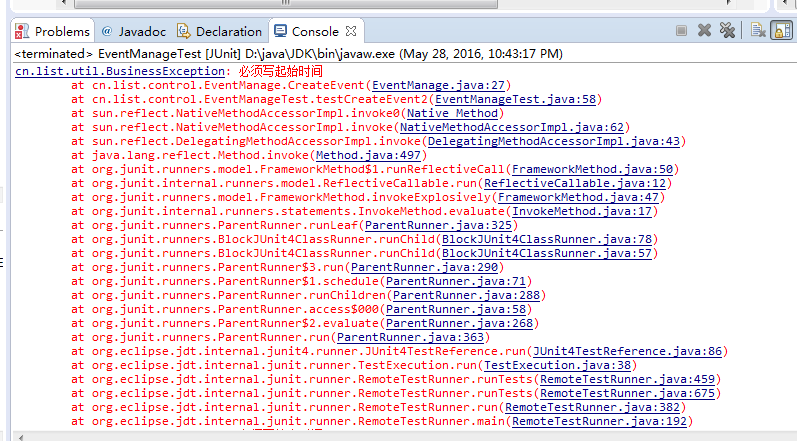 Problems @ Javadoc Declaration Console
<terminated> EventManageTest [JUnit] D:\java\JDK\bin\javaw.exe (May 28, 2016, 10:43:17 PM)
cn.list.util.BusinessException: 必须写起始时间
at cn.list.control.EventManage.CreateEvent(EventManage.java:27)
at cn.list.control.EventManageTest.testCreateEvent2(EventManageTest.java:58)
at sun.reflect.NativeMethodAccessorImpl.invoke0(Native Method)
at sun.reflect.NativeMethodAccessorImpl.invoke(NativeMethodAccessorImpl.java:62)
at sun.reflect.DelegatingMethodAccessorImpl.invoke(DelegatingMethodAccessorImpl.java:43)
at java.lang.reflect.Method.invoke(Method.java:497)
at org.junit.runners.model.FrameworkMethod$1.runReflectiveCall(FrameworkMethod.java:50)
at org.junit.internal.runners.model.ReflectiveCallable.run(ReflectiveCallable.java:12)
at org.junit.runners.model.FrameworkMethod.invokeExplosively(FrameworkMethod.java:47)
at org.junit.internal.runners.statements.InvokeMethod.evaluate(InvokeMethod.java:17)
at org.junit.runners.ParentRunner.runLeaf(ParentRunner.java:325)
at org.junit.runners.BlockJUnit4ClassRunner.runChild(BlockJUnit4ClassRunner.java:78)
at org.junit.runners.BlockJUnit4ClassRunner.runChild(BlockJUnit4ClassRunner.java:57)
at org.junit.runners.ParentRunner$3.run(ParentRunner.java:290)
at org.junit.runners.ParentRunner$1.schedule(ParentRunner.java:71)
at org.junit.runners.ParentRunner.runChildren(ParentRunner.java:288)
at org.junit.runners.ParentRunner.access$000(ParentRunner.java:58)
at org.junit.runners.ParentRunner$2.evaluate(ParentRunner.java:268)
at org.junit.runners.ParentRunner.run(ParentRunner.java:363)
at org.eclipse.jdt.internal.junit4.runner.JUnit4TestReference.run(JUnit4TestReference.java:86)
at org.eclipse.jdt.internal.junit.runner.TestExecution.run(TestExecution.java:38)
at org.eclipse.jdt.internal.junit.runner.RemoteTestRunner.runTests(RemoteTestRunner.java:459)
at org.eclipse.jdt.internal.junit.runner.RemoteTestRunner.runTests(RemoteTestRunner.java:675)
at org.eclipse.jdt.internal.junit.runner.RemoteTestRunner.run(RemoteTestRunner.java:382)
at org.eclipse.jdt.internal.junit.runner.RemoteTestRunner.main(RemoteTestRunner.java:192)